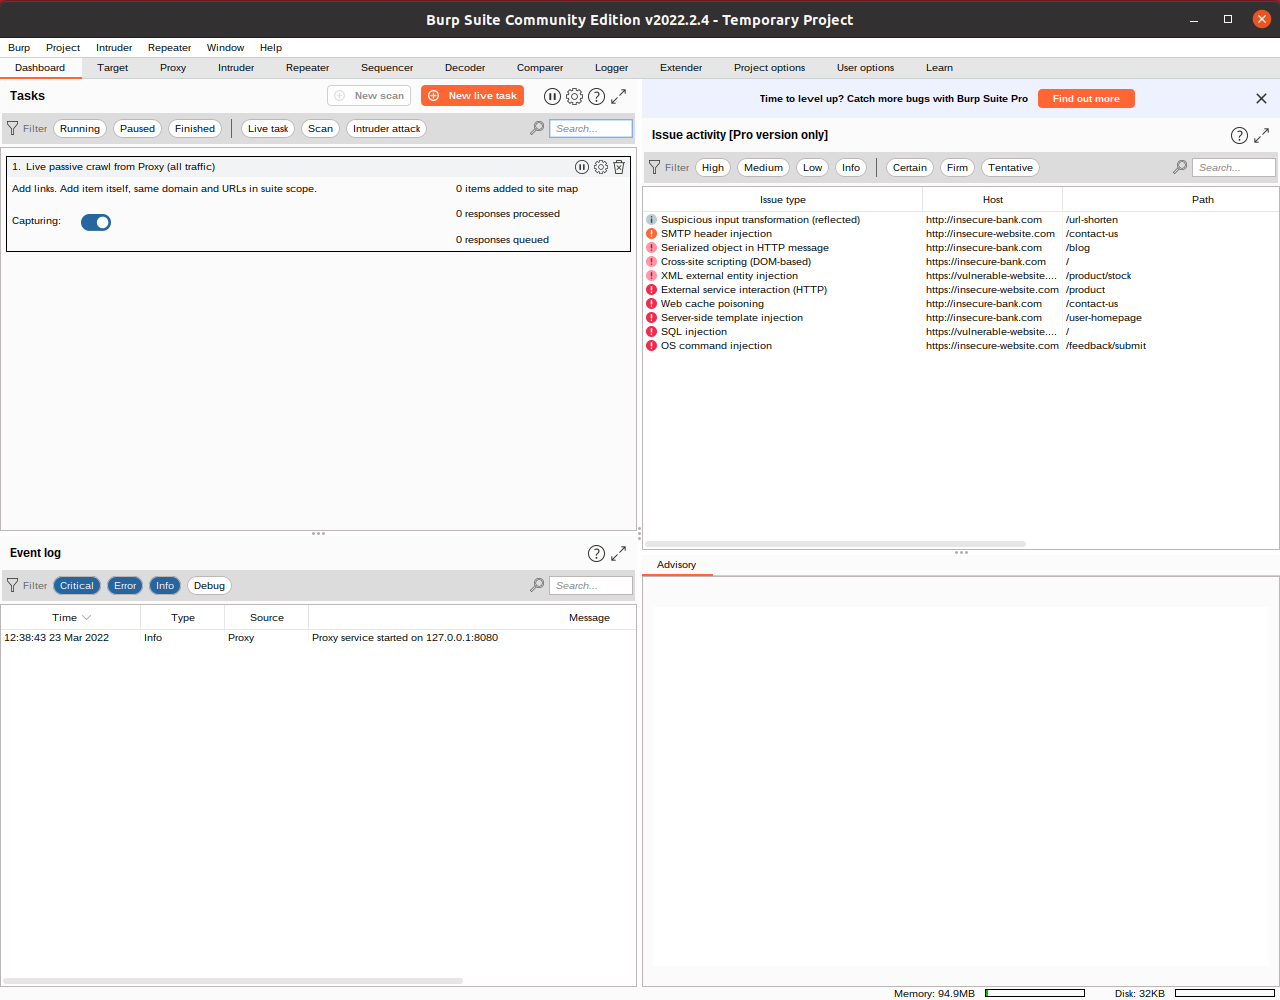 Burp Suite Community Edition v2022.2.4 - Temporary Project
Burp Project Intruder Repeater Window Help
Dashboard Target Proxy Intruder Repeater Sequencer Decoder Comparer Logger Extender Project options User options Learn
Tasks
New scan
New live task
Filter Running Paused Finished Live task Scan Intruder attack Search...
1. Live passive crawl from Proxy (all traffic)
Add links. Add item itself, same domain and URLs in suite scope.
0 items added to site map
Capturing:
0 responses processed
0 responses queued
Event log
Filter Critical Error Info Debug Search...
Time Type Source Message
12:38:43 23 Mar 2022 Info Proxy Proxy service started on 127.0.0.1:8080
Time to level up? Catch more bugs with Burp Suite Pro Find out more
Issue activity [Pro version only]
Filter High Medium Low Info Certain Firm Tentative Search...
Issue type Host Path
Suspicious input transformation (reflected) http://insecure-bank.com /url-shorten
SMTP header injection http://insecure-website.com /contact-us
Serialized object in HTTP message http://insecure-bank.com /blog
Cross-site scripting (DOM-based) https://insecure-bank.com /
XML external entity injection https://vulnerable-website.... /product/stock
External service interaction (HTTP) https://insecure-website.com /product
Web cache poisoning http://insecure-bank.com /contact-us
Server-side template injection http://insecure-bank.com /user-homepage
SQL injection https://vulnerable-website.... /
OS command injection https://insecure-website.com /feedback/submit
Advisory
Memory: 94.9MB Disk: 32KB